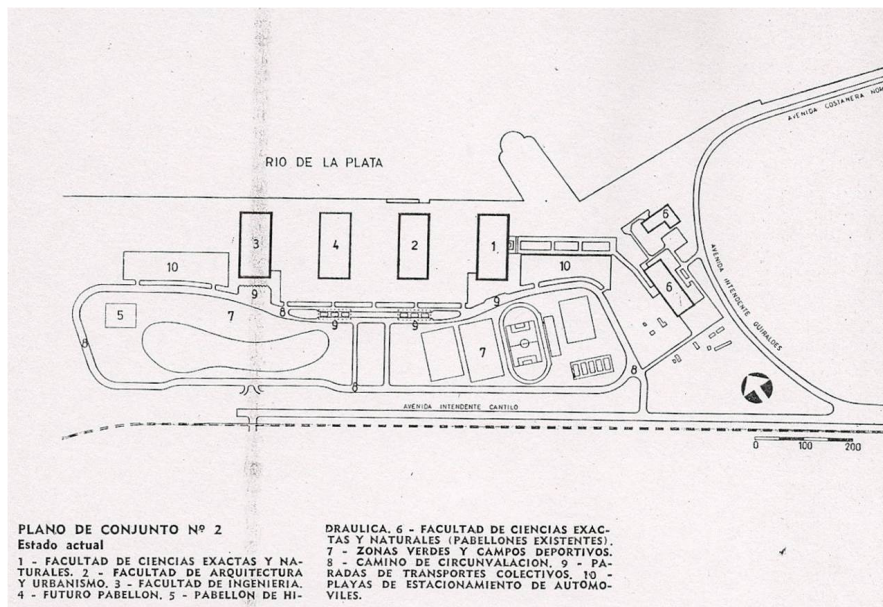 AVENIDA COSTANERA NOR
RIO DE LA PLATA
6
3
4
2
1
10
10
6
AVENIDA INTENDENTE GUIRALDES
9
9
5
7
8
9
9
8
7
8
8
AVENIDA INTENDENTE CANTILO
0 100 200
PLANO DE CONJUNTO Nº 2
Estado actual
1 - FACULTAD DE CIENCIAS EXACTAS Y NA-
TURALES. 2 - FACULTAD DE ARQUITECTURA
Y URBANISMO. 3 - FACULTAD DE INGENIERIA.
4 - FUTURO PABELLON. 5 - PABELLON DE HI-
DRAULICA. 6 - FACULTAD DE CIENCIAS EXAC-
TAS Y NATURALES (PABELLONES EXISTENTES).
7 - ZONAS VERDES Y CAMPOS DEPORTIVOS.
8 - CAMINO DE CIRCUNVALACION. 9 - PA-
RADAS DE TRANSPORTES COLECTIVOS. 10 -
PLAYAS DE ESTACIONAMIENTO DE AUTOMO-
VILES.